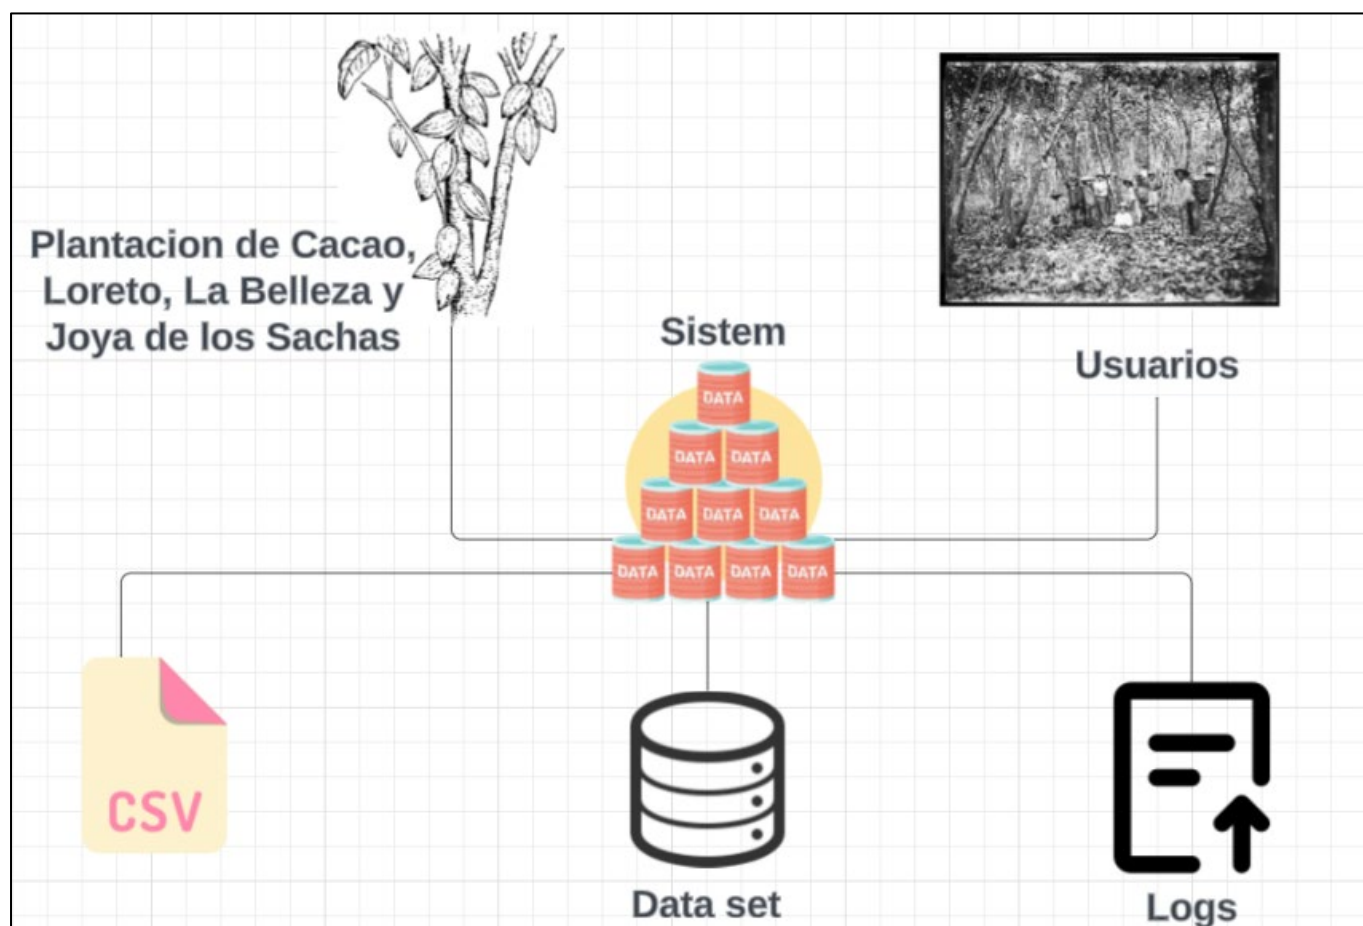 Plantacion de Cacao,
Loreto, La Belleza y
Joya de los Sachas
Sistem
Usuarios
DATA
DATA DATA
DATA DATA DATA
DATA DATA DATA DATA
CSV
Data set
Logs